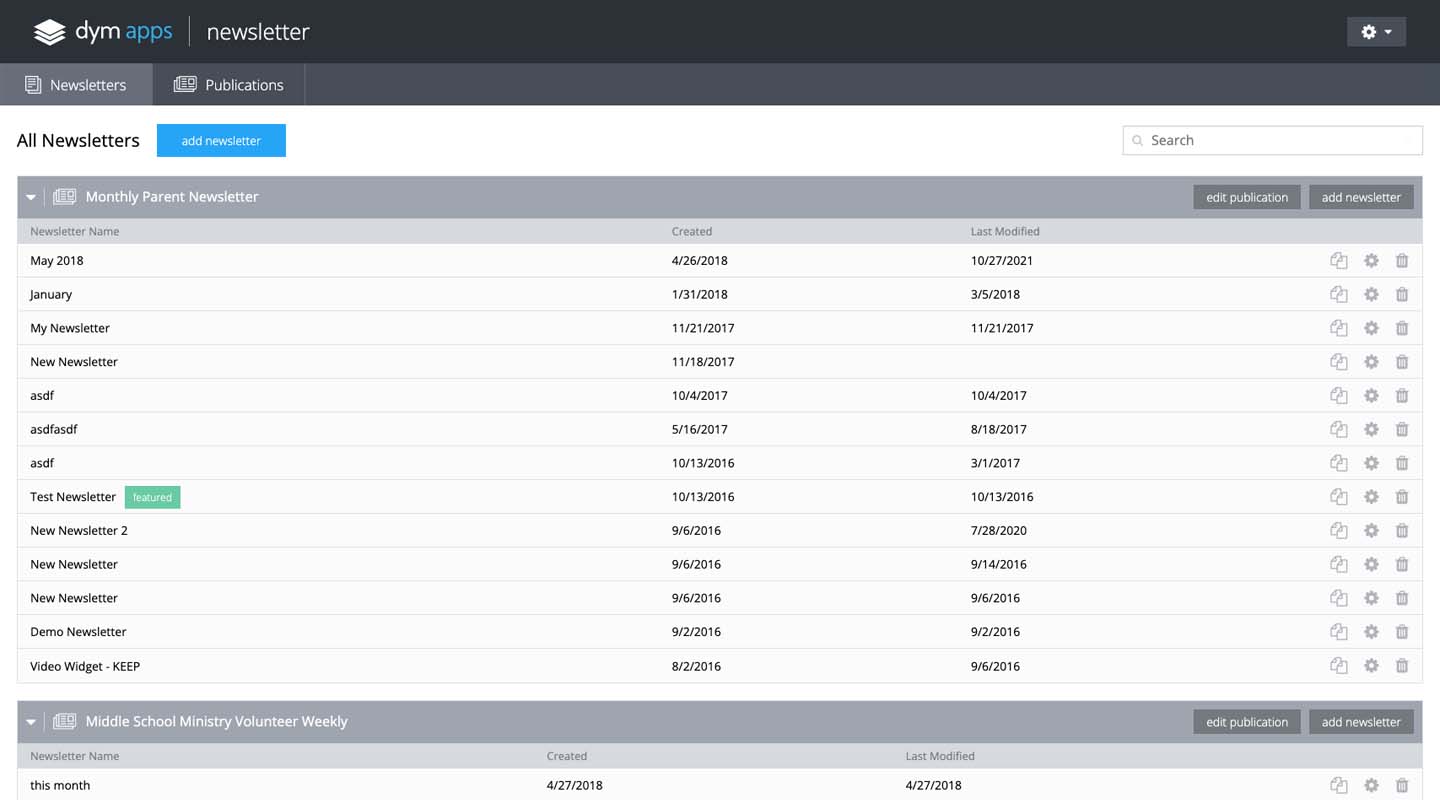 dym apps newsletter
Newsletters Publications
All Newsletters add newsletter Search
Monthly Parent Newsletter edit publication add newsletter
Newsletter Name Created Last Modified
May 2018 4/26/2018 10/27/2021
January 1/31/2018 3/5/2018
My Newsletter 11/21/2017 11/21/2017
New Newsletter 11/18/2017
asdf 10/4/2017 10/4/2017
asdfasdf 5/16/2017 8/18/2017
asdf 10/13/2016 3/1/2017
Test Newsletter featured 10/13/2016 10/13/2016
New Newsletter 2 9/6/2016 7/28/2020
New Newsletter 9/6/2016 9/14/2016
New Newsletter 9/6/2016 9/6/2016
Demo Newsletter 9/2/2016 9/2/2016
Video Widget - KEEP 8/2/2016 9/6/2016
Middle School Ministry Volunteer Weekly edit publication add newsletter
Newsletter Name Created Last Modified
this month 4/27/2018 4/27/2018